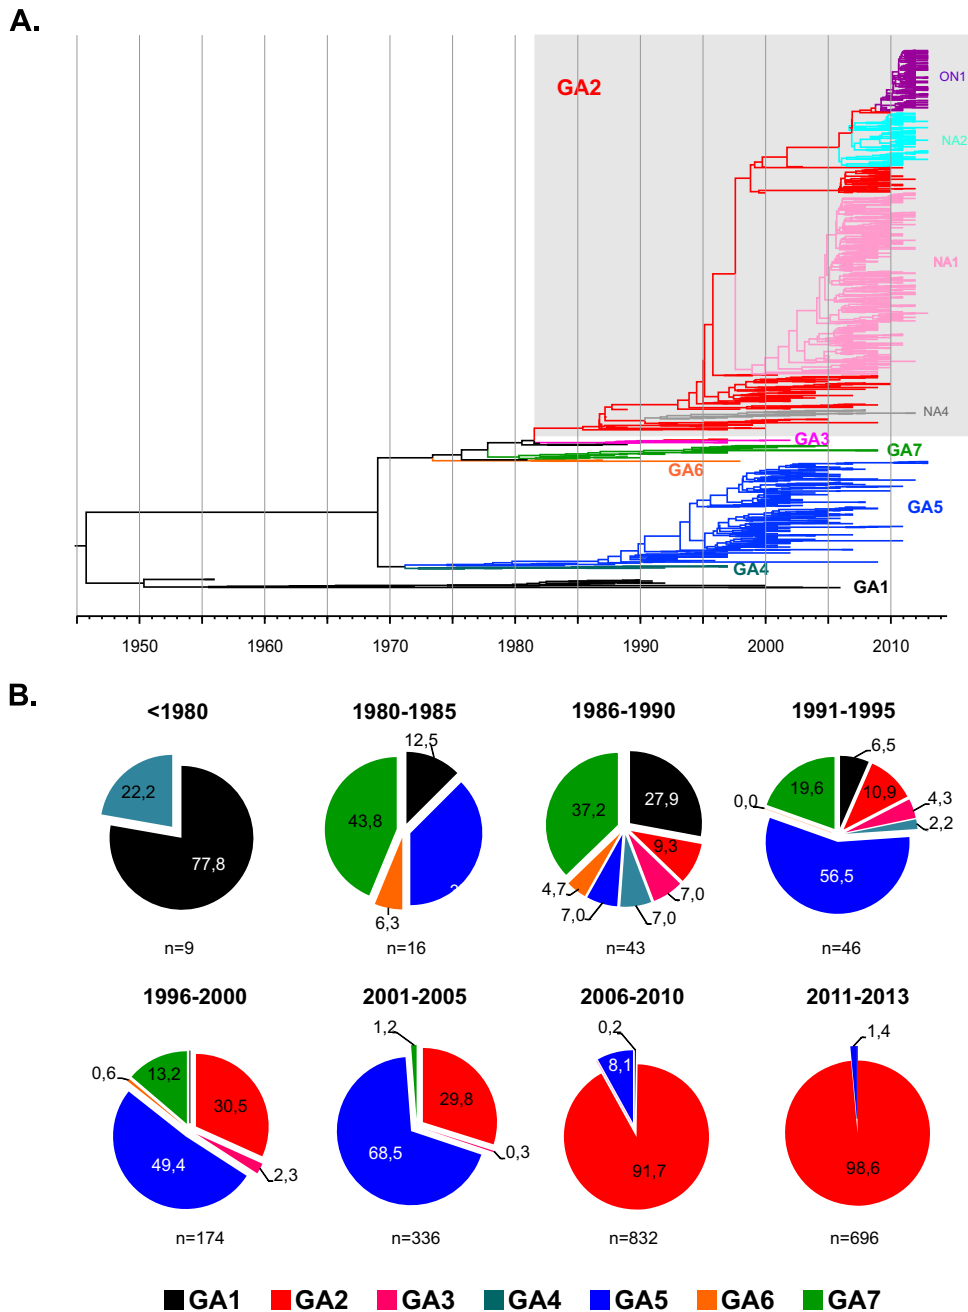 A.
GA2
ON1
NA2
NA1
NA4
GA3
GA7
GA6
GA5
GA4
GA1
1950 1960 1970 1980 1990 2000 2010
B.
<1980 1980-1985 1986-1990 1991-1995
22,2 77,8
12,5 43,8 6,3
27,9 37,2 9,3 4,7 7,0 7,0 7,0
6,5 10,9 4,3 2,2 19,6 0,0 56,5
n=9 n=16 n=43 n=46
1996-2000 2001-2005 2006-2010 2011-2013
0,6 13,2 30,5 49,4 2,3
1,2 29,8 68,5 0,3
0,2 8,1 91,7
1,4 98,6
n=174 n=336 n=832 n=696
GA1 GA2 GA3 GA4 GA5 GA6 GA7